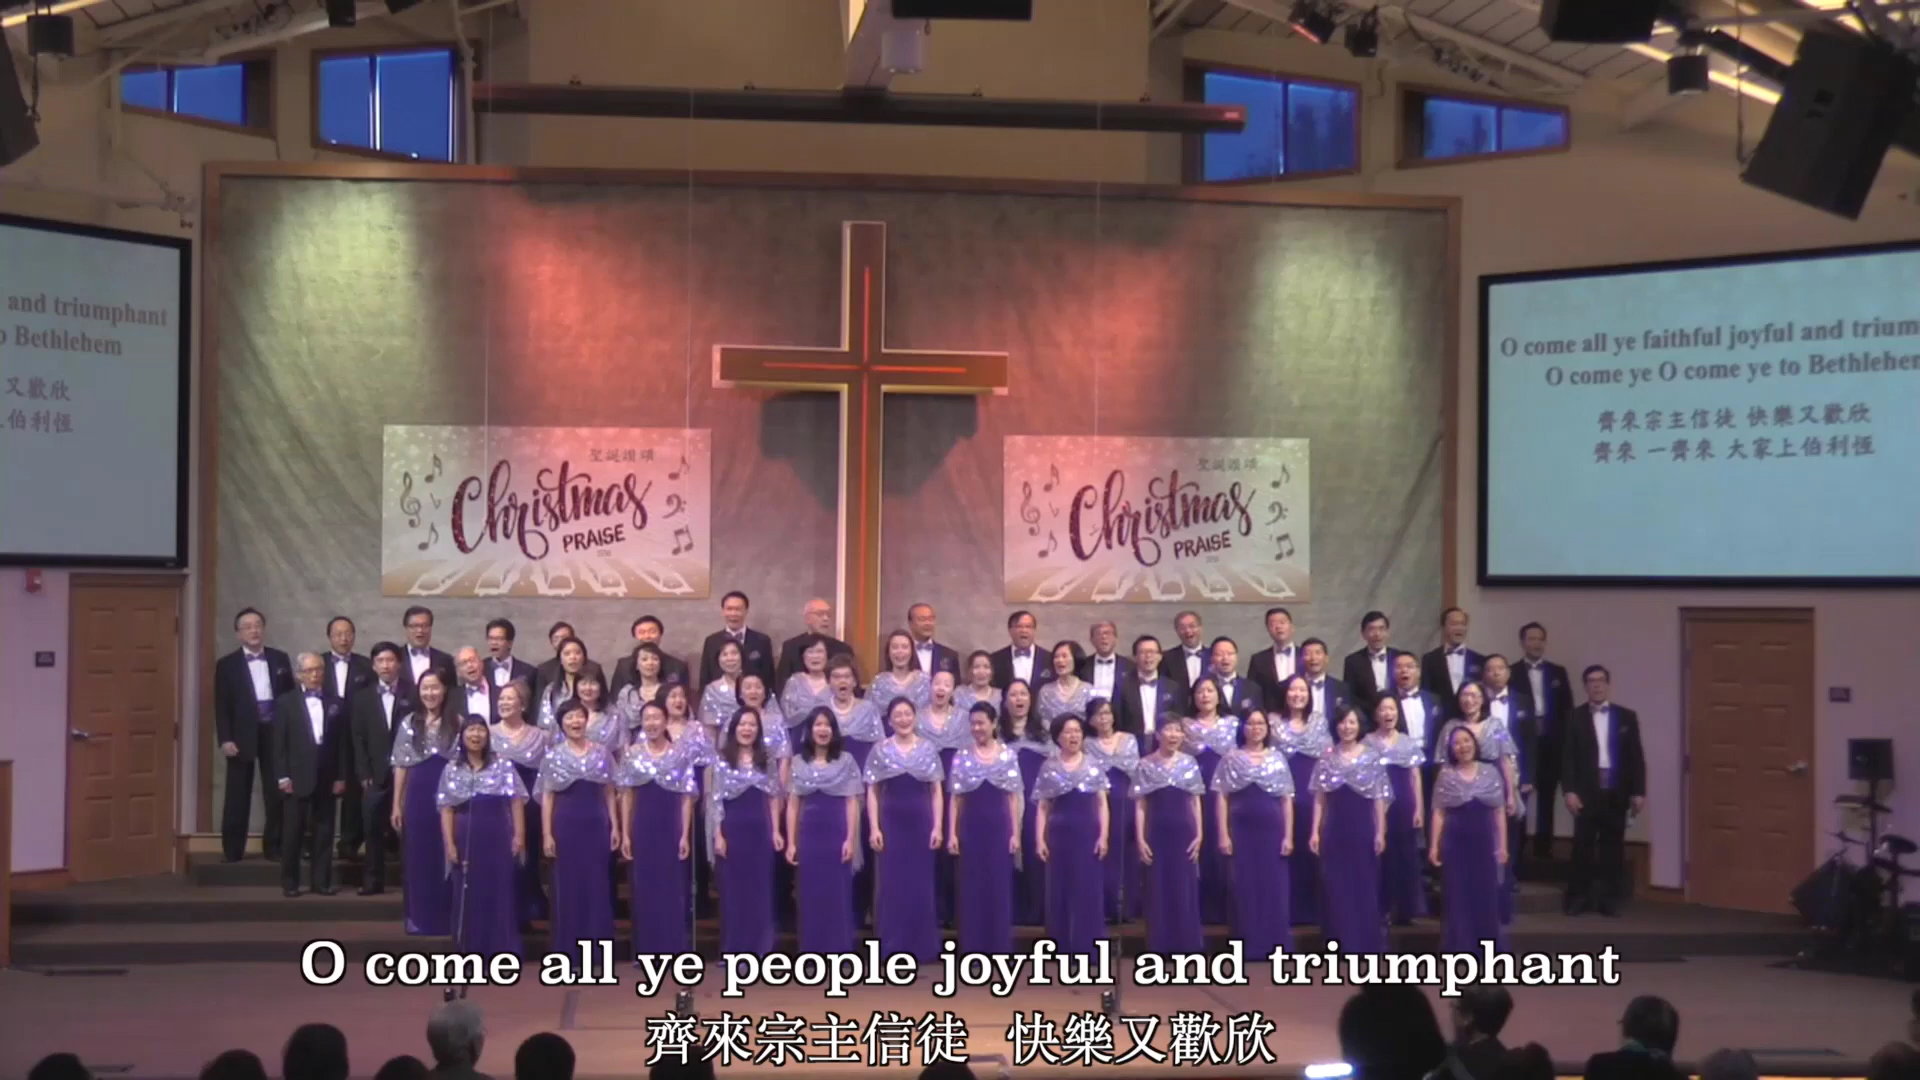 and triumphant
o Bethlehem
又歡欣
上伯利恆
O come all ye faithful joyful and trium
O come ye O come ye to Bethlehem
齊來宗主信徒 快樂又歡欣
齊來 一齊來 大家上伯利恆
聖誕讚頌
Christmas
PRAISE
聖誕讚頌
Christmas
PRAISE
O come all ye people joyful and triumphant
齊來宗主信徒 快樂又歡欣